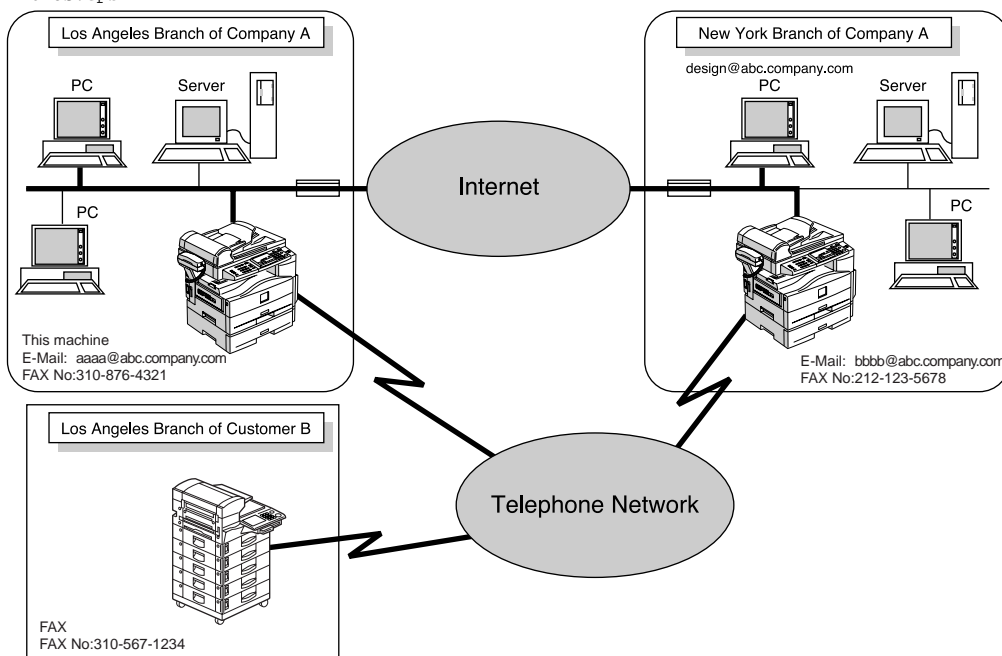 Los Angeles Branch of Company A
PC
Server
PC
This machine
E-Mail: aaaa@abc.company.com
FAX No:310-876-4321
Internet
New York Branch of Company A
design@abc.company.com
PC
Server
PC
E-Mail: bbbb@abc.company.com
FAX No:212-123-5678
Los Angeles Branch of Customer B
FAX
FAX No:310-567-1234
Telephone Network